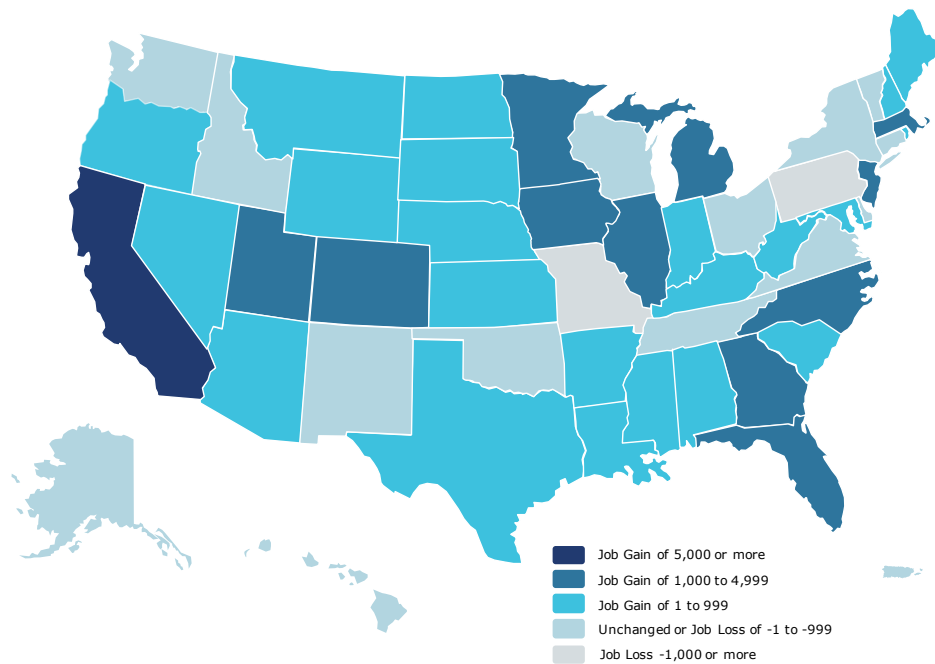 Job Gain of 5,000 or more
Job Gain of 1,000 to 4,999
Job Gain of 1 to 999
Unchanged or Job Loss of -1 to -999
Job Loss -1,000 or more